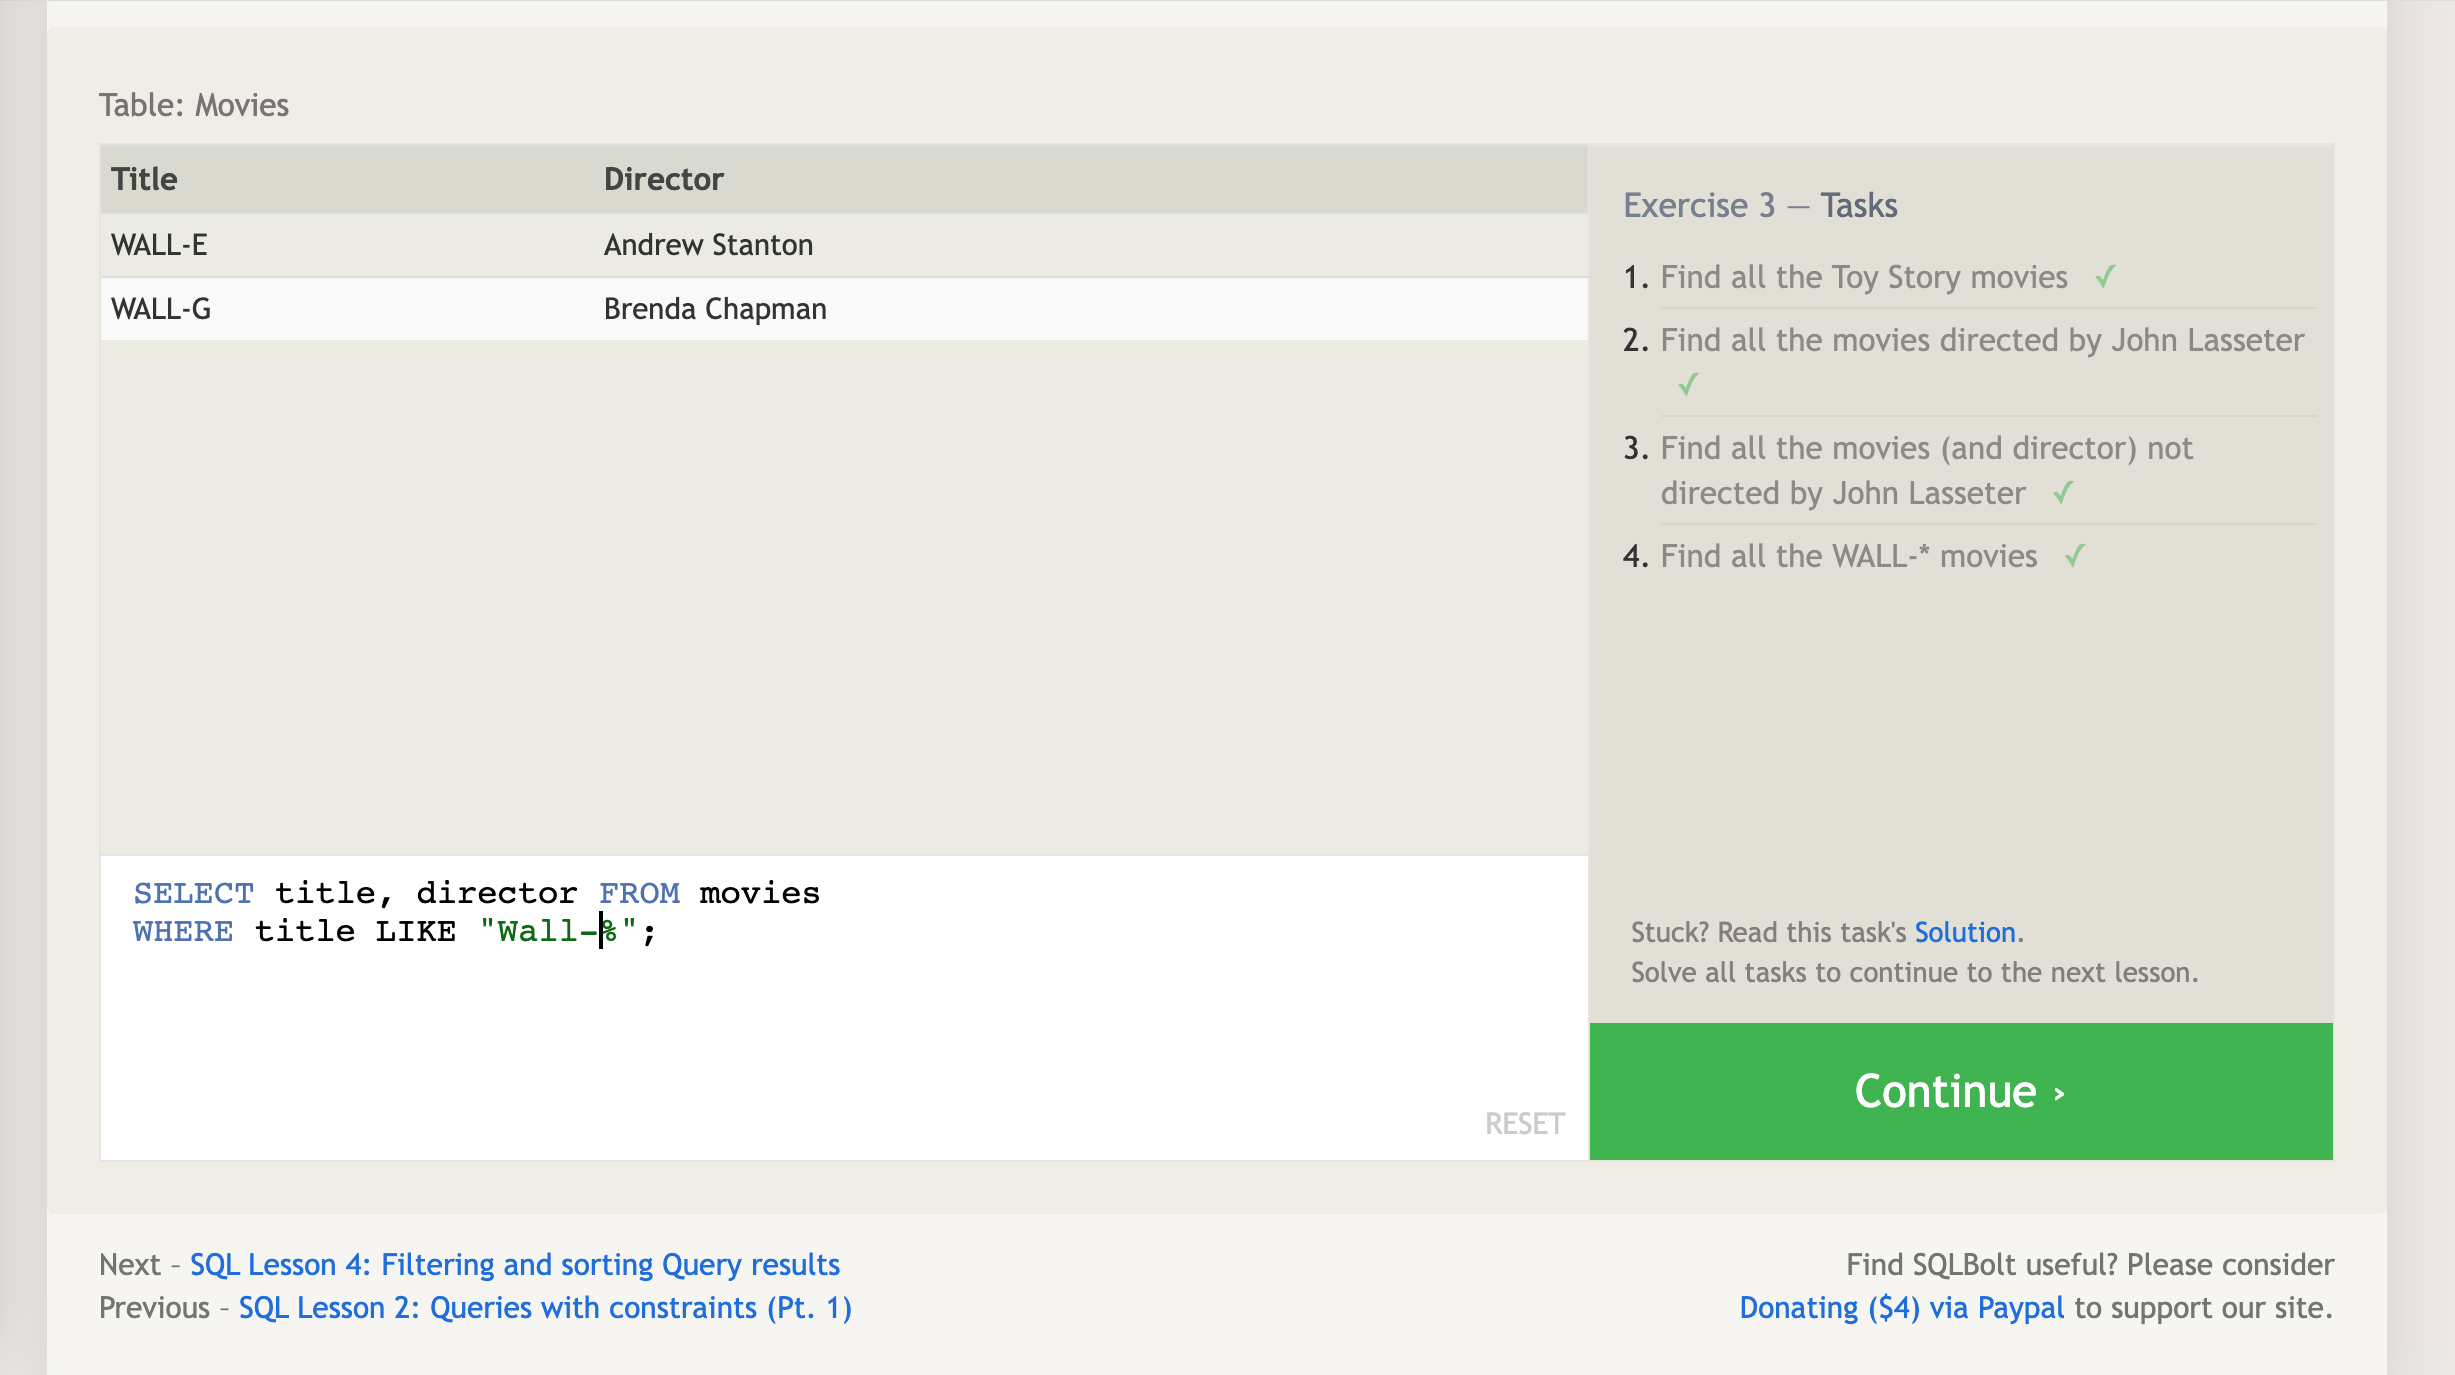 Table: Movies
Title Director
WALL-E Andrew Stanton
WALL-G Brenda Chapman
SELECT title, director FROM movies
WHERE title LIKE "Wall-%";
RESET
Exercise 3 — Tasks
1. Find all the Toy Story movies ✓
2. Find all the movies directed by John Lasseter
✓
3. Find all the movies (and director) not
directed by John Lasseter ✓
4. Find all the WALL-* movies ✓
Stuck? Read this task's Solution.
Solve all tasks to continue to the next lesson.
Continue ›
Next – SQL Lesson 4: Filtering and sorting Query results
Previous – SQL Lesson 2: Queries with constraints (Pt. 1)
Find SQLBolt useful? Please consider
Donating ($4) via Paypal to support our site.